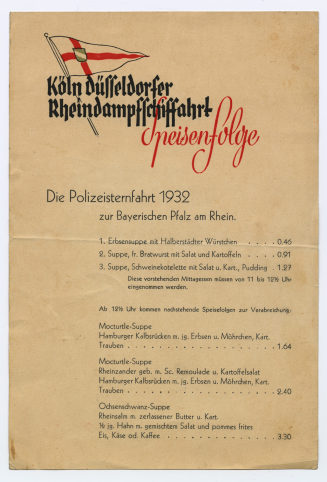 Köln Düsseldorfer
Rheindampfschiffahrt
Speisenfolge
Die Polizeisternfahrt 1932
zur Bayerischen Pfalz am Rhein.
1. Erbsensuppe mit Halberstädter Würstchen . . . . 0.46
2. Suppe, fr. Bratwurst mit Salat und Kartoffeln . . 0.91
3. Suppe, Schweinekotelette mit Salat u. Kart., Pudding . 1.27
Diese vorstehenden Mittagessen müssen von 11 bis 12½ Uhr
eingenommen werden.
Ab 12½ Uhr kommen nachstehende Speisefolgen zur Verabreichung:
Mocturtle-Suppe
Hamburger Kalbsrücken m. jg. Erbsen u. Möhrchen, Kart.
Trauben . . . . . . . . . . . . . . . . . . . 1.64
Mocturtle-Suppe
Rheinzander geb. m. Sc. Remoulade u. Kartoffelsalat
Hamburger Kalbsrücken m. jg. Erbsen u. Möhrchen, Kart.
Trauben . . . . . . . . . . . . . . . . . . . 2.40
Ochsenschwanz-Suppe
Rheinsalm m. zerlassener Butter u. Kart.
½ jg. Hahn m. gemischtem Salat und pommes frites
Eis, Käse od. Kaffee . . . . . . . . . . . . . 3.30